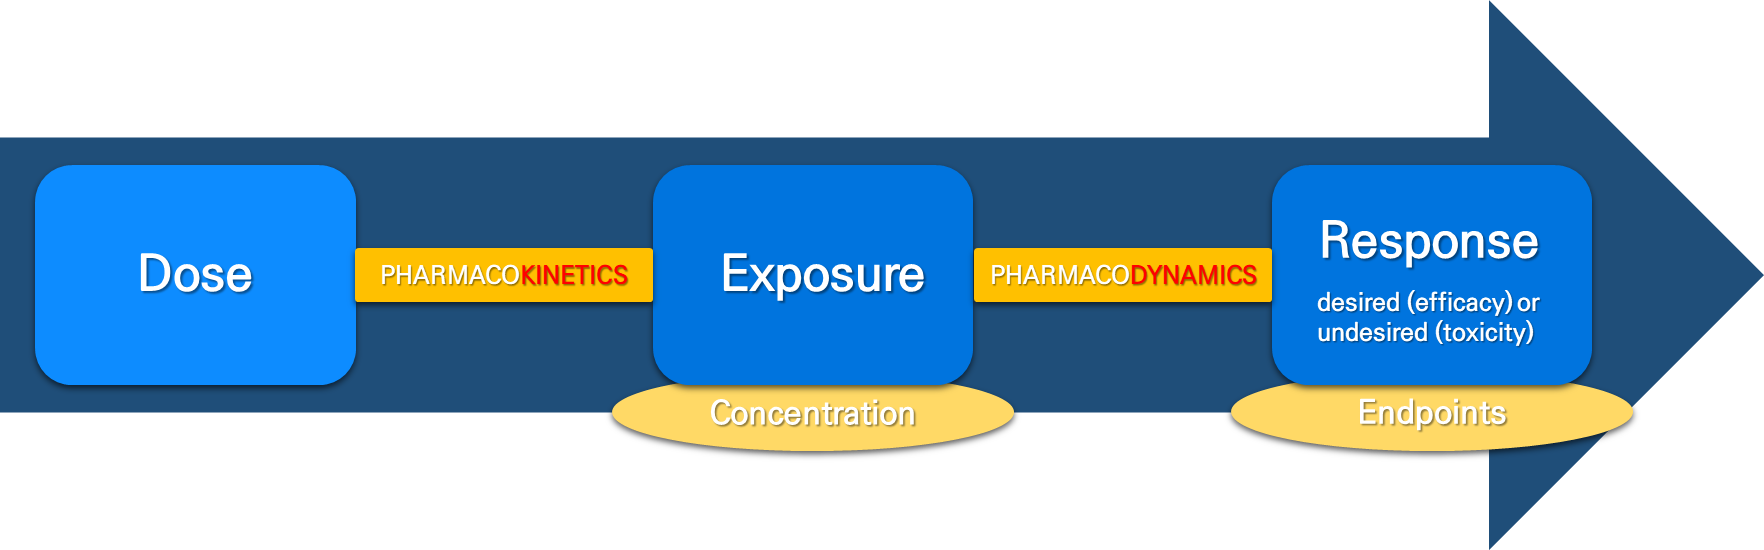 Dose
PHARMACOKINETICS
Exposure
Concentration
PHARMACODYNAMICS
Response
desired (efficacy) or
undesired (toxicity)
Endpoints